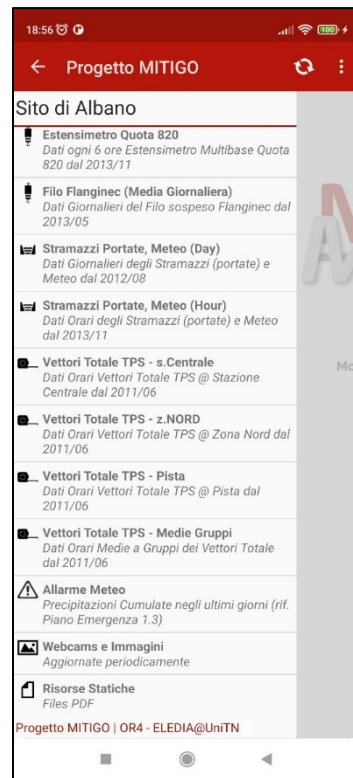 18:56
100
Progetto MITIGO
Sito di Albano
Estensimetro Quota 820
Dati ogni 6 ore Estensimetro Multibase Quota
820 dal 2013/11
Filo Flanginec (Media Giornaliera)
Dati Giornalieri del Filo sospeso Flanginec dal
2013/05
Stramazzi Portate, Meteo (Day)
Dati Giornalieri degli Stramazzi (portate) e
Meteo dal 2012/08
Stramazzi Portate, Meteo (Hour)
Dati Orari degli Stramazzi (portate) e Meteo
dal 2013/11
Vettori Totale TPS - s.Centrale
Dati Orari Vettori Totale TPS @ Stazione
Centrale dal 2011/06
Vettori Totale TPS - z.NORD
Dati Orari Vettori Totale TPS @ Zona Nord dal
2011/06
Vettori Totale TPS - Pista
Dati Orari Vettori Totale TPS @ Pista dal
2011/06
Vettori Totale TPS - Medie Gruppi
Dati Orari Medie a Gruppi dei Vettori Totale
dal 2011/06
Allarme Meteo
Precipitazioni Cumulate negli ultimi giorni (rif.
Piano Emergenza 1.3)
Webcams e Immagini
Aggiornate periodicamente
Risorse Statiche
Files PDF
Progetto MITIGO | OR4 - ELEDIA@UniTN